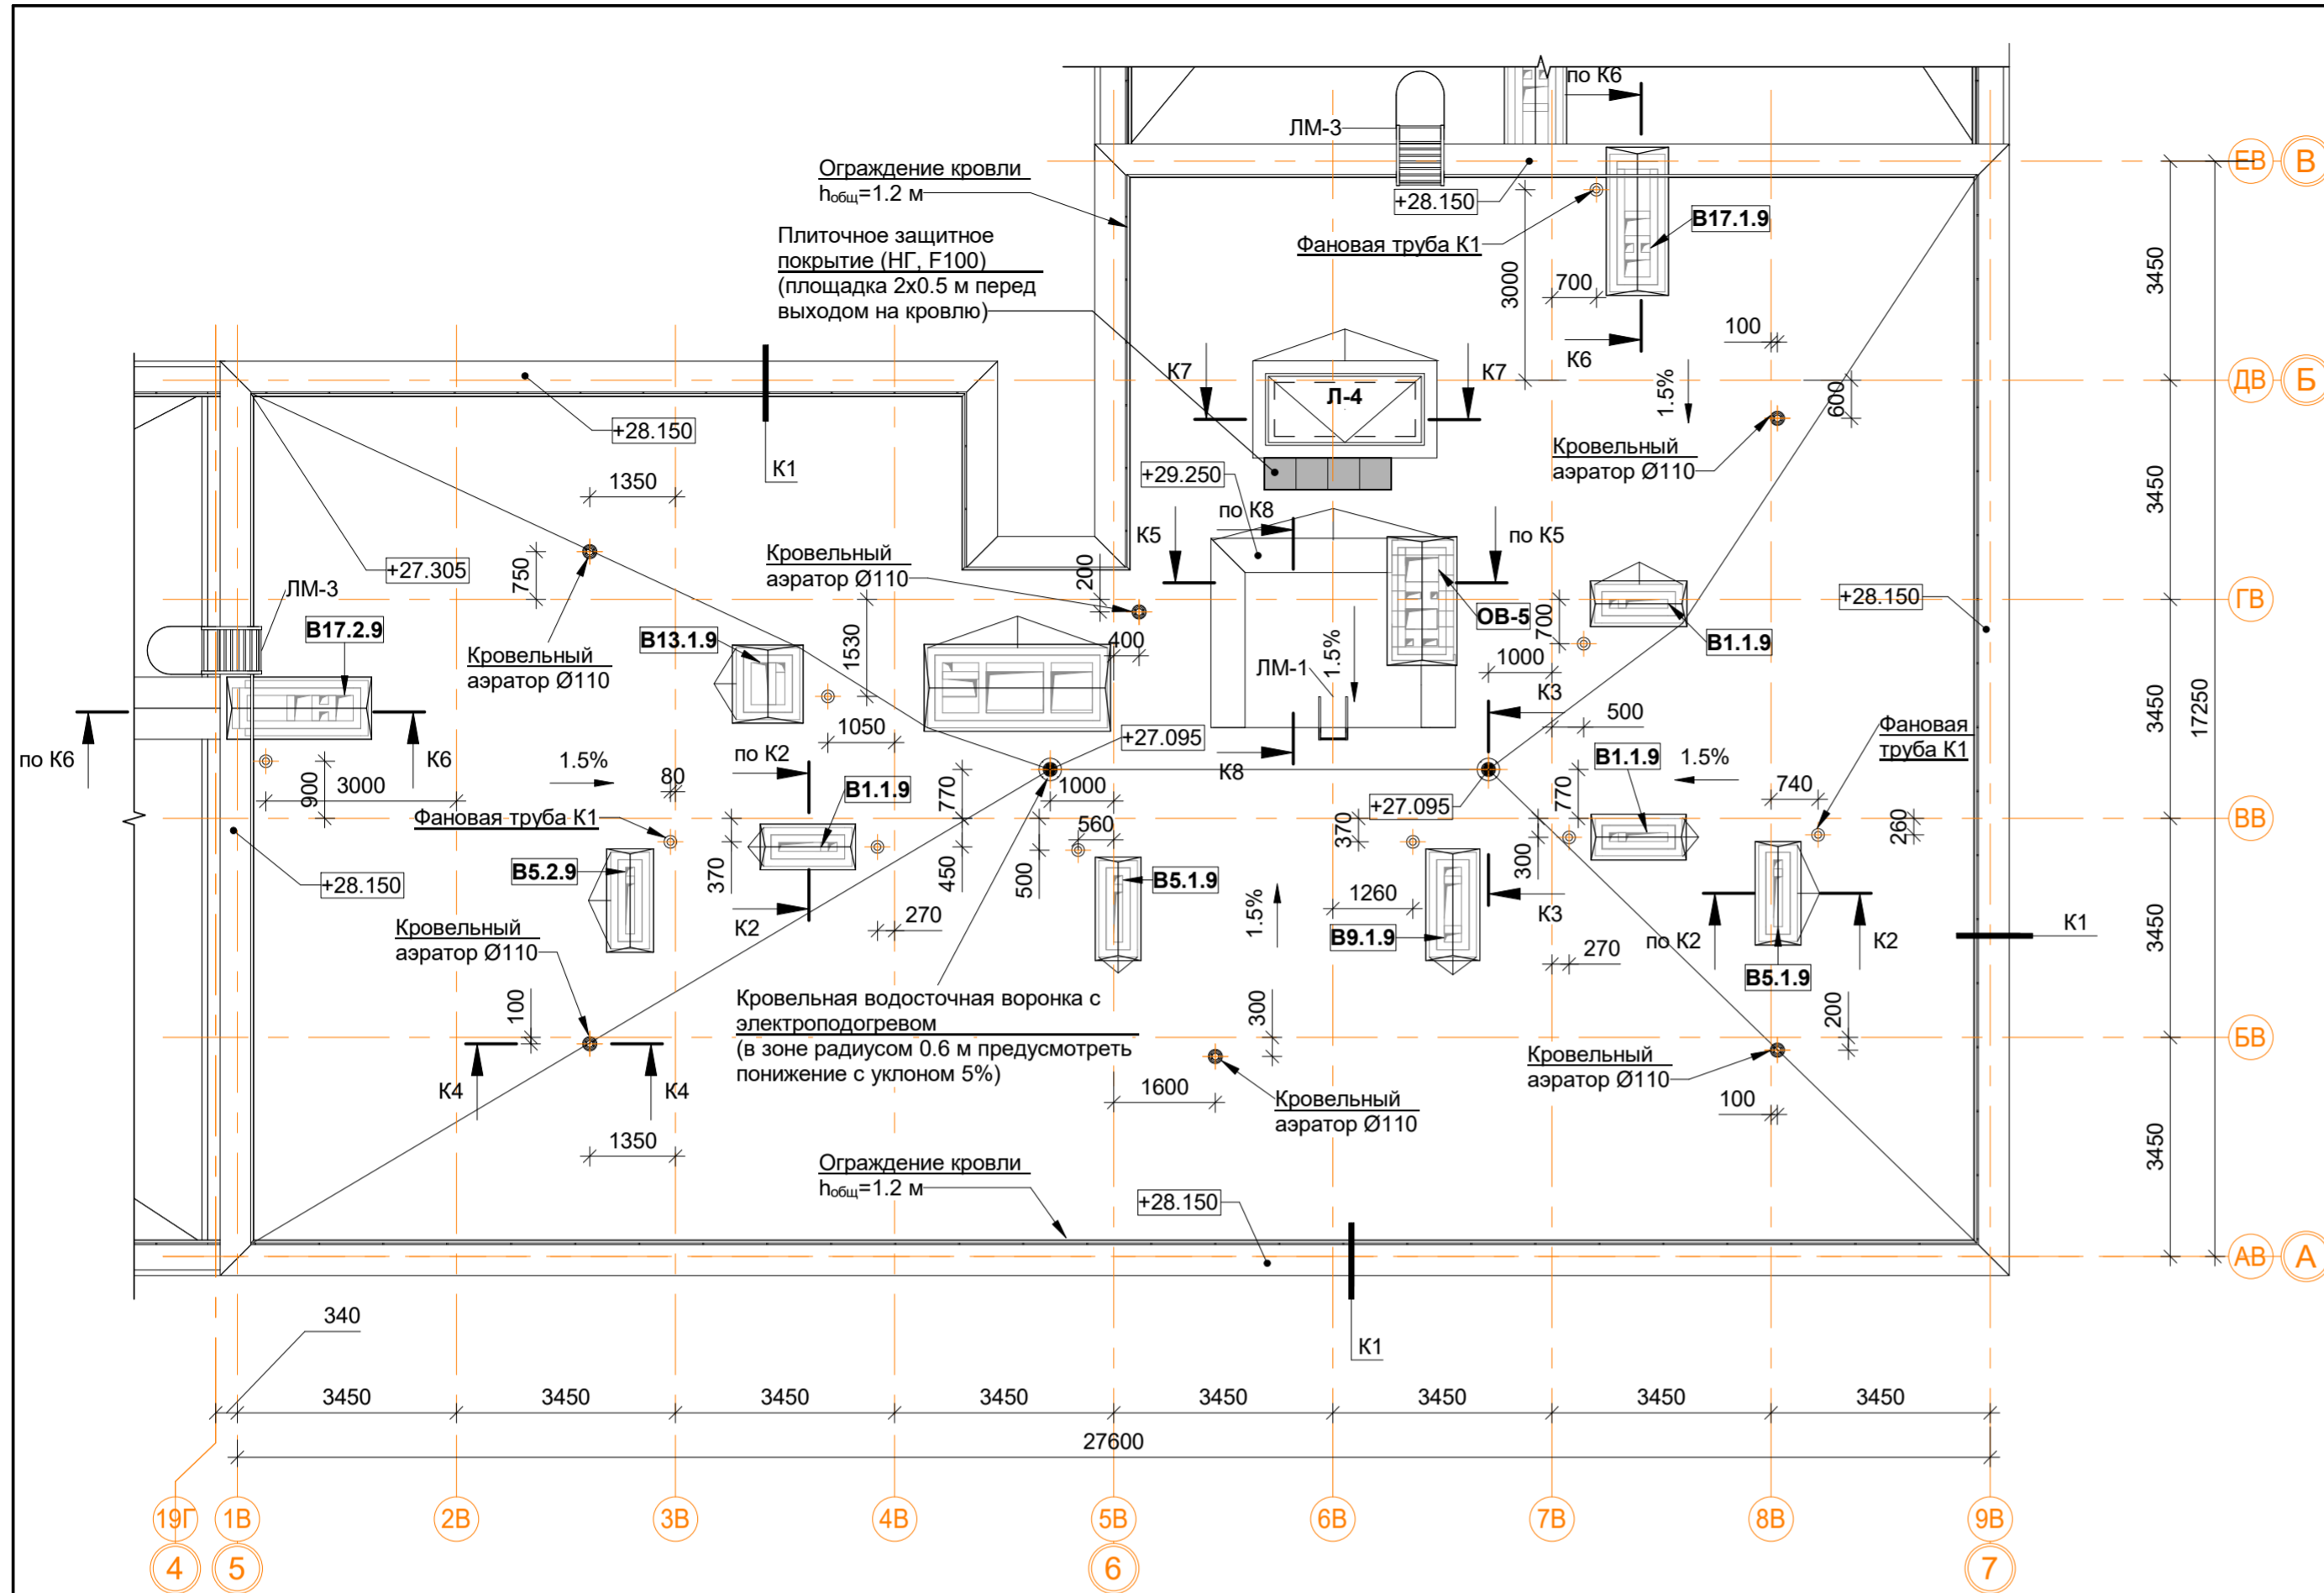 по К6
ЛМ-3
ЕВ
В
Ограждение кровли
hобщ=1.2 м
+28.150
В17.1.9
Плиточное защитное
покрытие (НГ, F100)
(площадка 2х0.5 м перед
выходом на кровлю)
Фановая труба К1
3000
700
3450
100
К6
К7
К7
Л-4
1.5%
600
ДВ
Б
+28.150
К1
1350
+29.250
Кровельный
аэратор Ø110
3450
по К8
К5
по К5
Кровельный
аэратор Ø110
200
+27.305
750
ЛМ-3
В17.2.9
Кровельный
аэратор Ø110
В13.1.9
1530
400
ОВ-5
700
В1.1.9
+28.150
ГВ
ЛМ-1
1.5%
1000
К3
500
3450
17250
Фановая
труба К1
по К6
К6
1.5%
900
3000
80
по К2
1050
В1.1.9
770
1000
+27.095
К8
+27.095
770
В1.1.9
1.5%
740
260
ВВ
Фановая труба К1
560
370
370
300
В5.2.9
+28.150
370
450
500
В5.1.9
1.5%
1260
В9.1.9
К3
К2
270
270
по К2
К2
В5.1.9
К1
3450
Кровельный
аэратор Ø110
100
К4
К4
Кровельная водосточная воронка с
электроподогревом
(в зоне радиусом 0.6 м предусмотреть
понижение с уклоном 5%)
300
1600
Кровельный
аэратор Ø110
Кровельный
аэратор Ø110
200
100
БВ
1350
3450
Ограждение кровли
hобщ=1.2 м
+28.150
АВ
А
К1
340
3450
3450
3450
3450
3450
3450
3450
3450
27600
19Г
1В
2В
3В
4В
5В
6В
7В
8В
9В
4
5
6
7